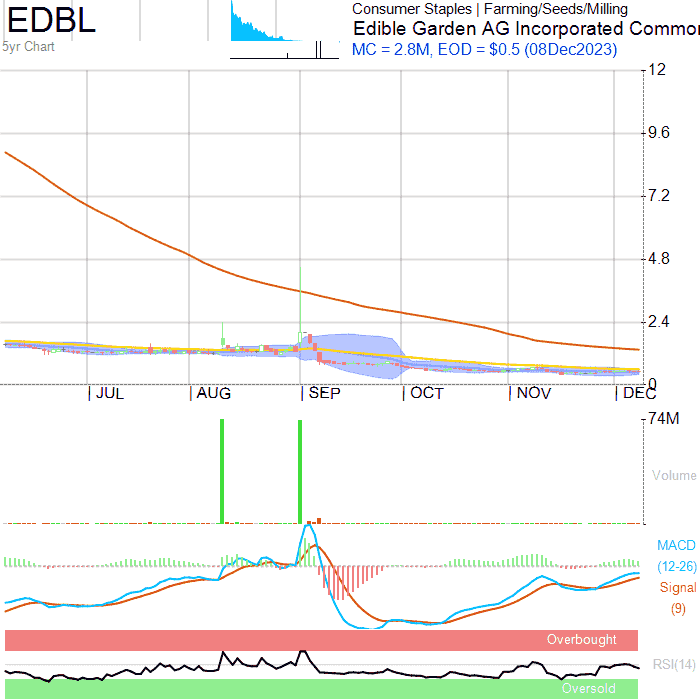 EDBL
5yr Chart
Consumer Staples | Farming/Seeds/Milling
Edible Garden AG Incorporated Common
MC = 2.8M, EOD = $0.5 (08Dec2023)
12
9.6
7.2
4.8
2.4
0
JUL AUG SEP OCT NOV DEC
74M
Volume
MACD
(12-26)
Signal
(9)
Overbought
RSI(14)
Oversold